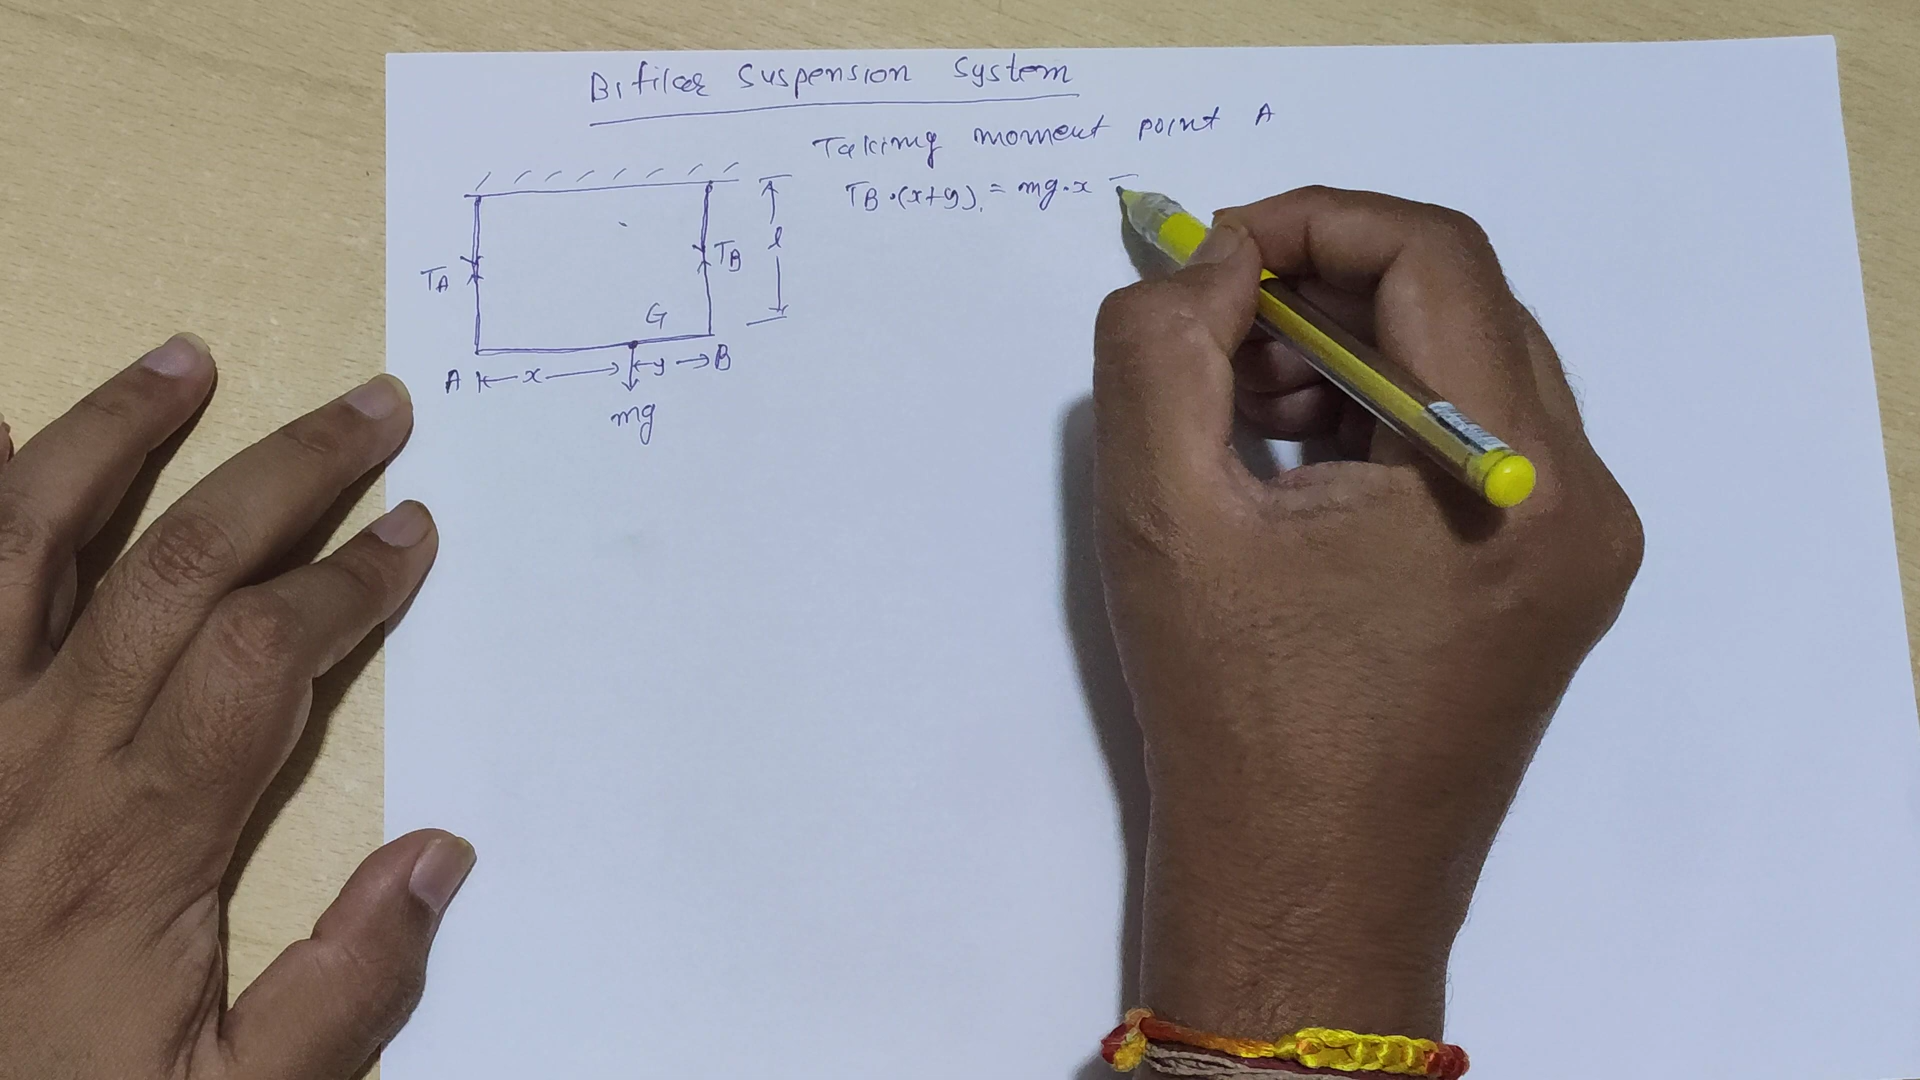 Bifilar Suspension System
Taking moment point A
TB·(x+y) = mg·x
TA
TB
l
G
A
x
y
B
mg